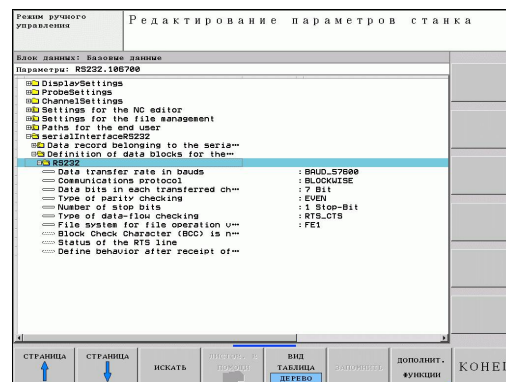 Режим ручного
управления
Редактирование параметров станка
Блок данных: Базовые данные
Параметры: RS232.106700
DisplaySettings
ProbeSettings
ChannelSettings
Settings for the NC editor
Settings for the file management
Paths for the end user
serialInterfaceRS232
Data record belonging to the seria…
Definition of data blocks for the…
RS232
Data transfer rate in bauds : BAUD_57600
Communications protocol : BLOCKWISE
Data bits in each transferred ch… : 7 Bit
Type of parity checking : EVEN
Number of stop bits : 1 Stop-Bit
Type of data-flow checking : RTS_CTS
File system for file operation v… : FE1
Block Check Character (BCC) is n…
Status of the RTS line
Define behavior after receipt of…
СТРАНИЦА
СТРАНИЦА
ИСКАТЬ
ВИД
ТАБЛИЦА
ДЕРЕВО
ЗАПОМНИТЬ
ДОПОЛНИТ.
ФУНКЦИИ
КОНЕЦ